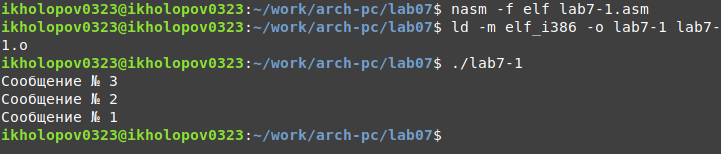 ikholopov0323@ikholopov0323:~/work/arch-pc/lab07$ nasm -f elf lab7-1.asm
ikholopov0323@ikholopov0323:~/work/arch-pc/lab07$ ld -m elf_i386 -o lab7-1 lab7-
1.o
ikholopov0323@ikholopov0323:~/work/arch-pc/lab07$ ./lab7-1
Сообщение № 3
Сообщение № 2
Сообщение № 1
ikholopov0323@ikholopov0323:~/work/arch-pc/lab07$